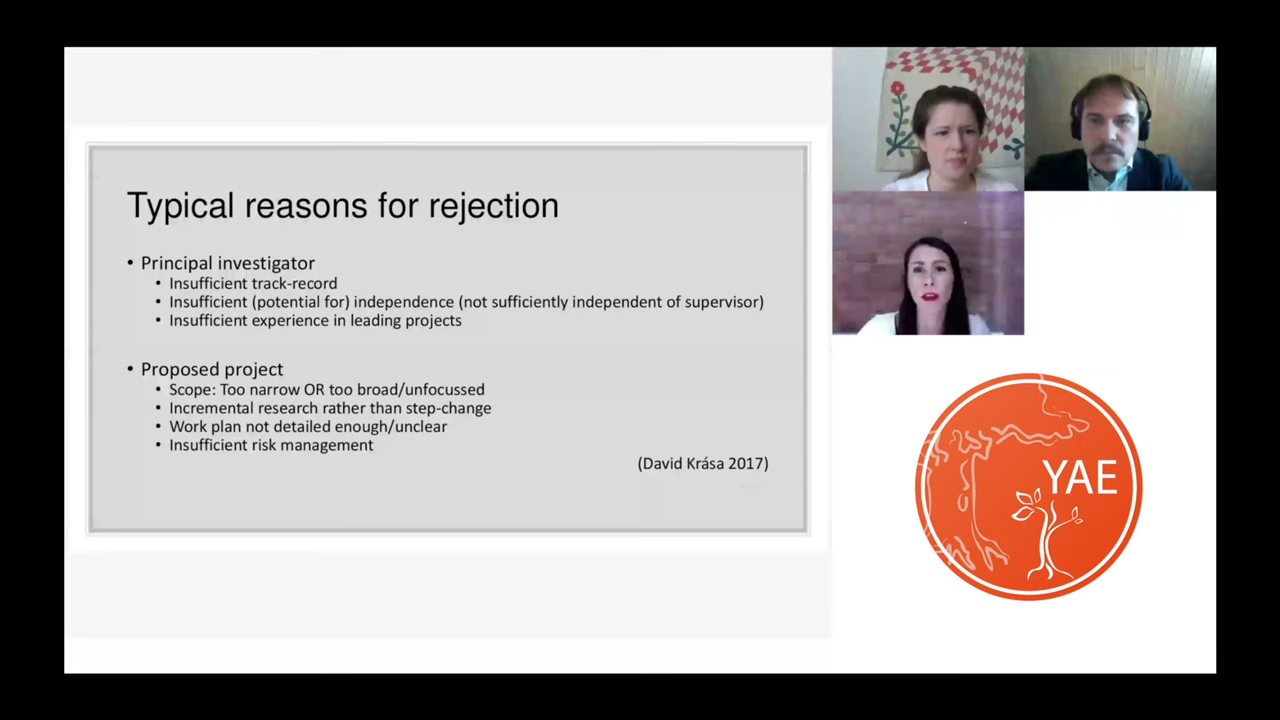 Typical reasons for rejection
• Principal investigator
• Insufficient track-record
• Insufficient (potential for) independence (not sufficiently independent of supervisor)
• Insufficient experience in leading projects
• Proposed project
• Scope: Too narrow OR too broad/unfocussed
• Incremental research rather than step-change
• Work plan not detailed enough/unclear
• Insufficient risk management
(David Krása 2017)
YAE